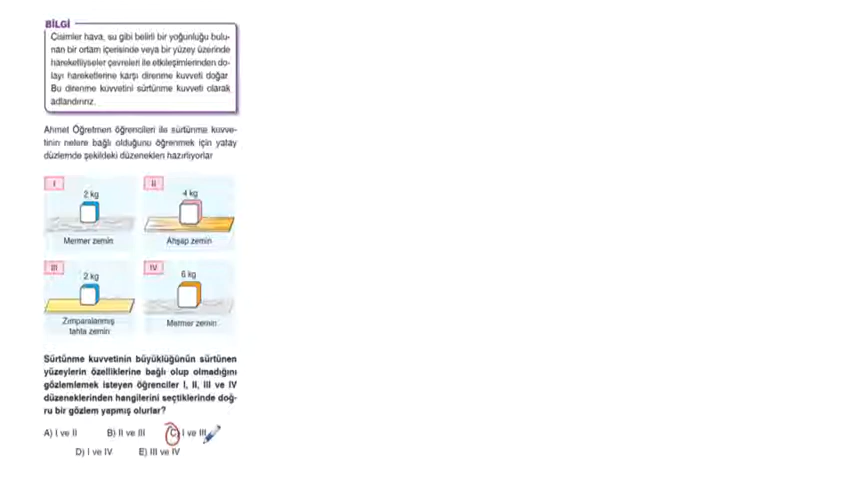 BİLGİ
Cisimler hava, su gibi belirli bir yoğunluğu bulu-
nan bir ortam içerisinde veya bir yüzey üzerinde
hareketliyseler çevreleri ile etkileşimlerinden do-
layı hareketlerine karşı direnme kuvveti doğar
Bu direnme kuvvetini sürtünme kuvveti olarak
adlandırırız.
Ahmet Öğretmen öğrencileri ile sürtünme kuvve-
tinin nelere bağlı olduğunu öğrenmek için yatay
düzlemde şekildeki düzenekleri hazırlıyorlar
I
II
2 kg
4 kg
Mermer zemin
Ahşap zemin
III
IV
2 kg
6 kg
Zımparalanmış
tahta zemin
Mermer zemin
Sürtünme kuvvetinin büyüklüğünün sürtünen
yüzeylerin özelliklerine bağlı olup olmadığını
gözlemlemek isteyen öğrenciler I, II, III ve IV
düzeneklerinden hangilerini seçtiklerinde doğ-
ru bir gözlem yapmış olurlar?
A) I ve II B) II ve III C) I ve III
D) I ve IV E) III ve IV